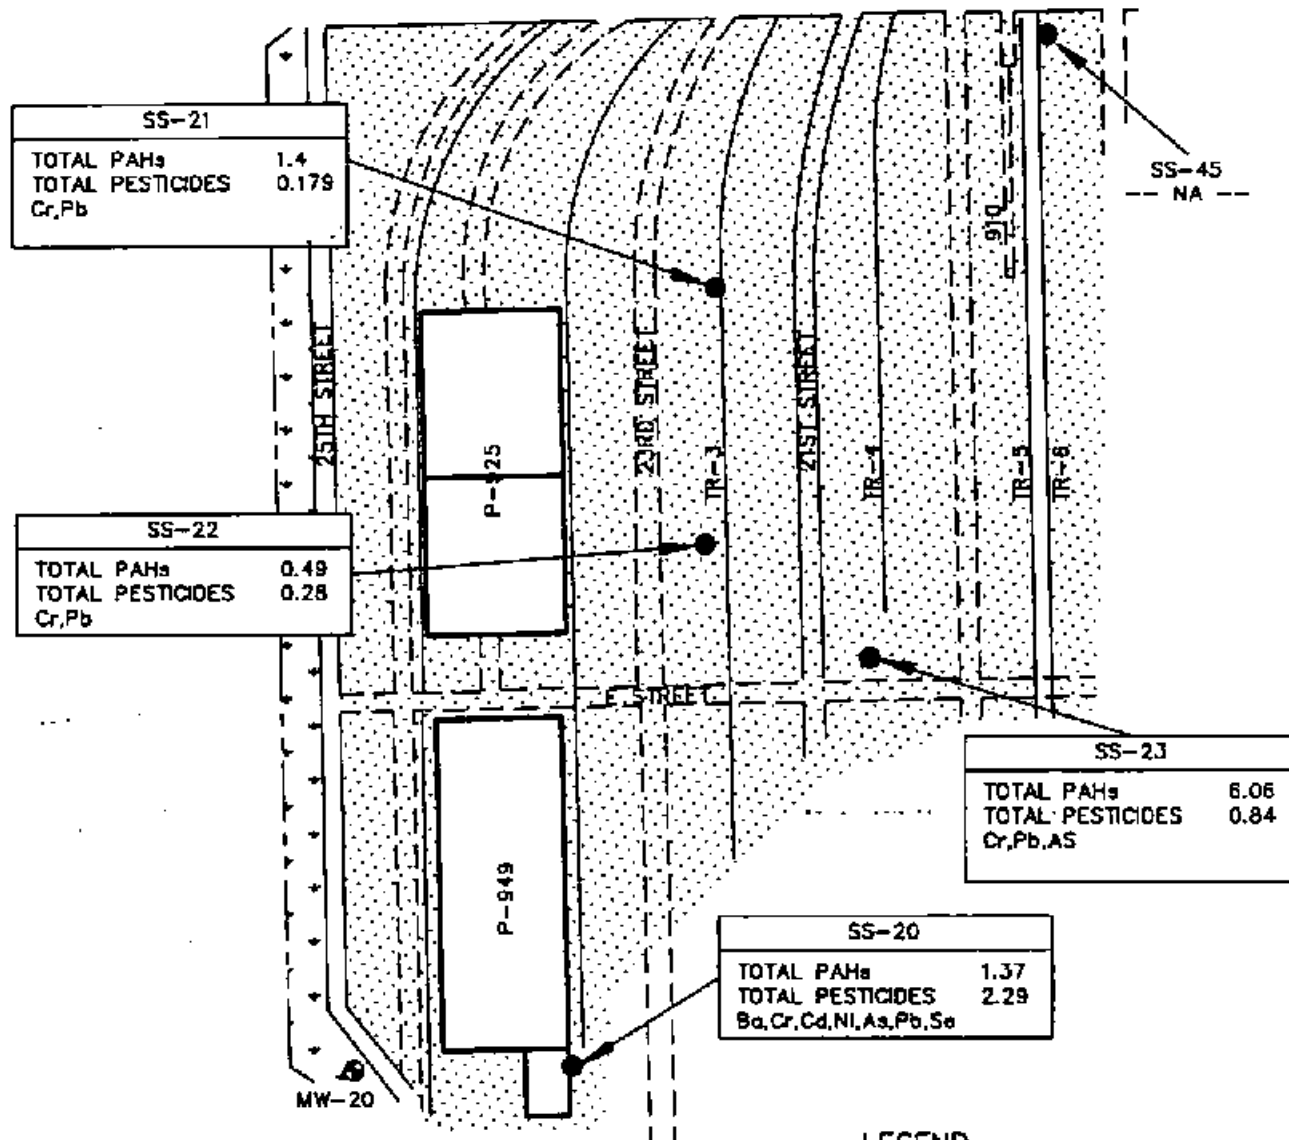 SS-21
TOTAL PAHs 1.4
TOTAL PESTICIDES 0.179
Cr,Pb
SS-45
-- NA --
910
25TH STREET
P-925
23RD STREET
TR-3
21ST STREET
TR-4
TR-5
TR-6
SS-22
TOTAL PAHs 0.49
TOTAL PESTICIDES 0.28
Cr,Pb
E STREET
SS-23
TOTAL PAHs 6.06
TOTAL PESTICIDES 0.84
Cr,Pb,AS
P-949
SS-20
TOTAL PAHs 1.37
TOTAL PESTICIDES 2.29
Ba,Cr,Cd,Ni,As,Pb,Se
MW-20
LEGEND